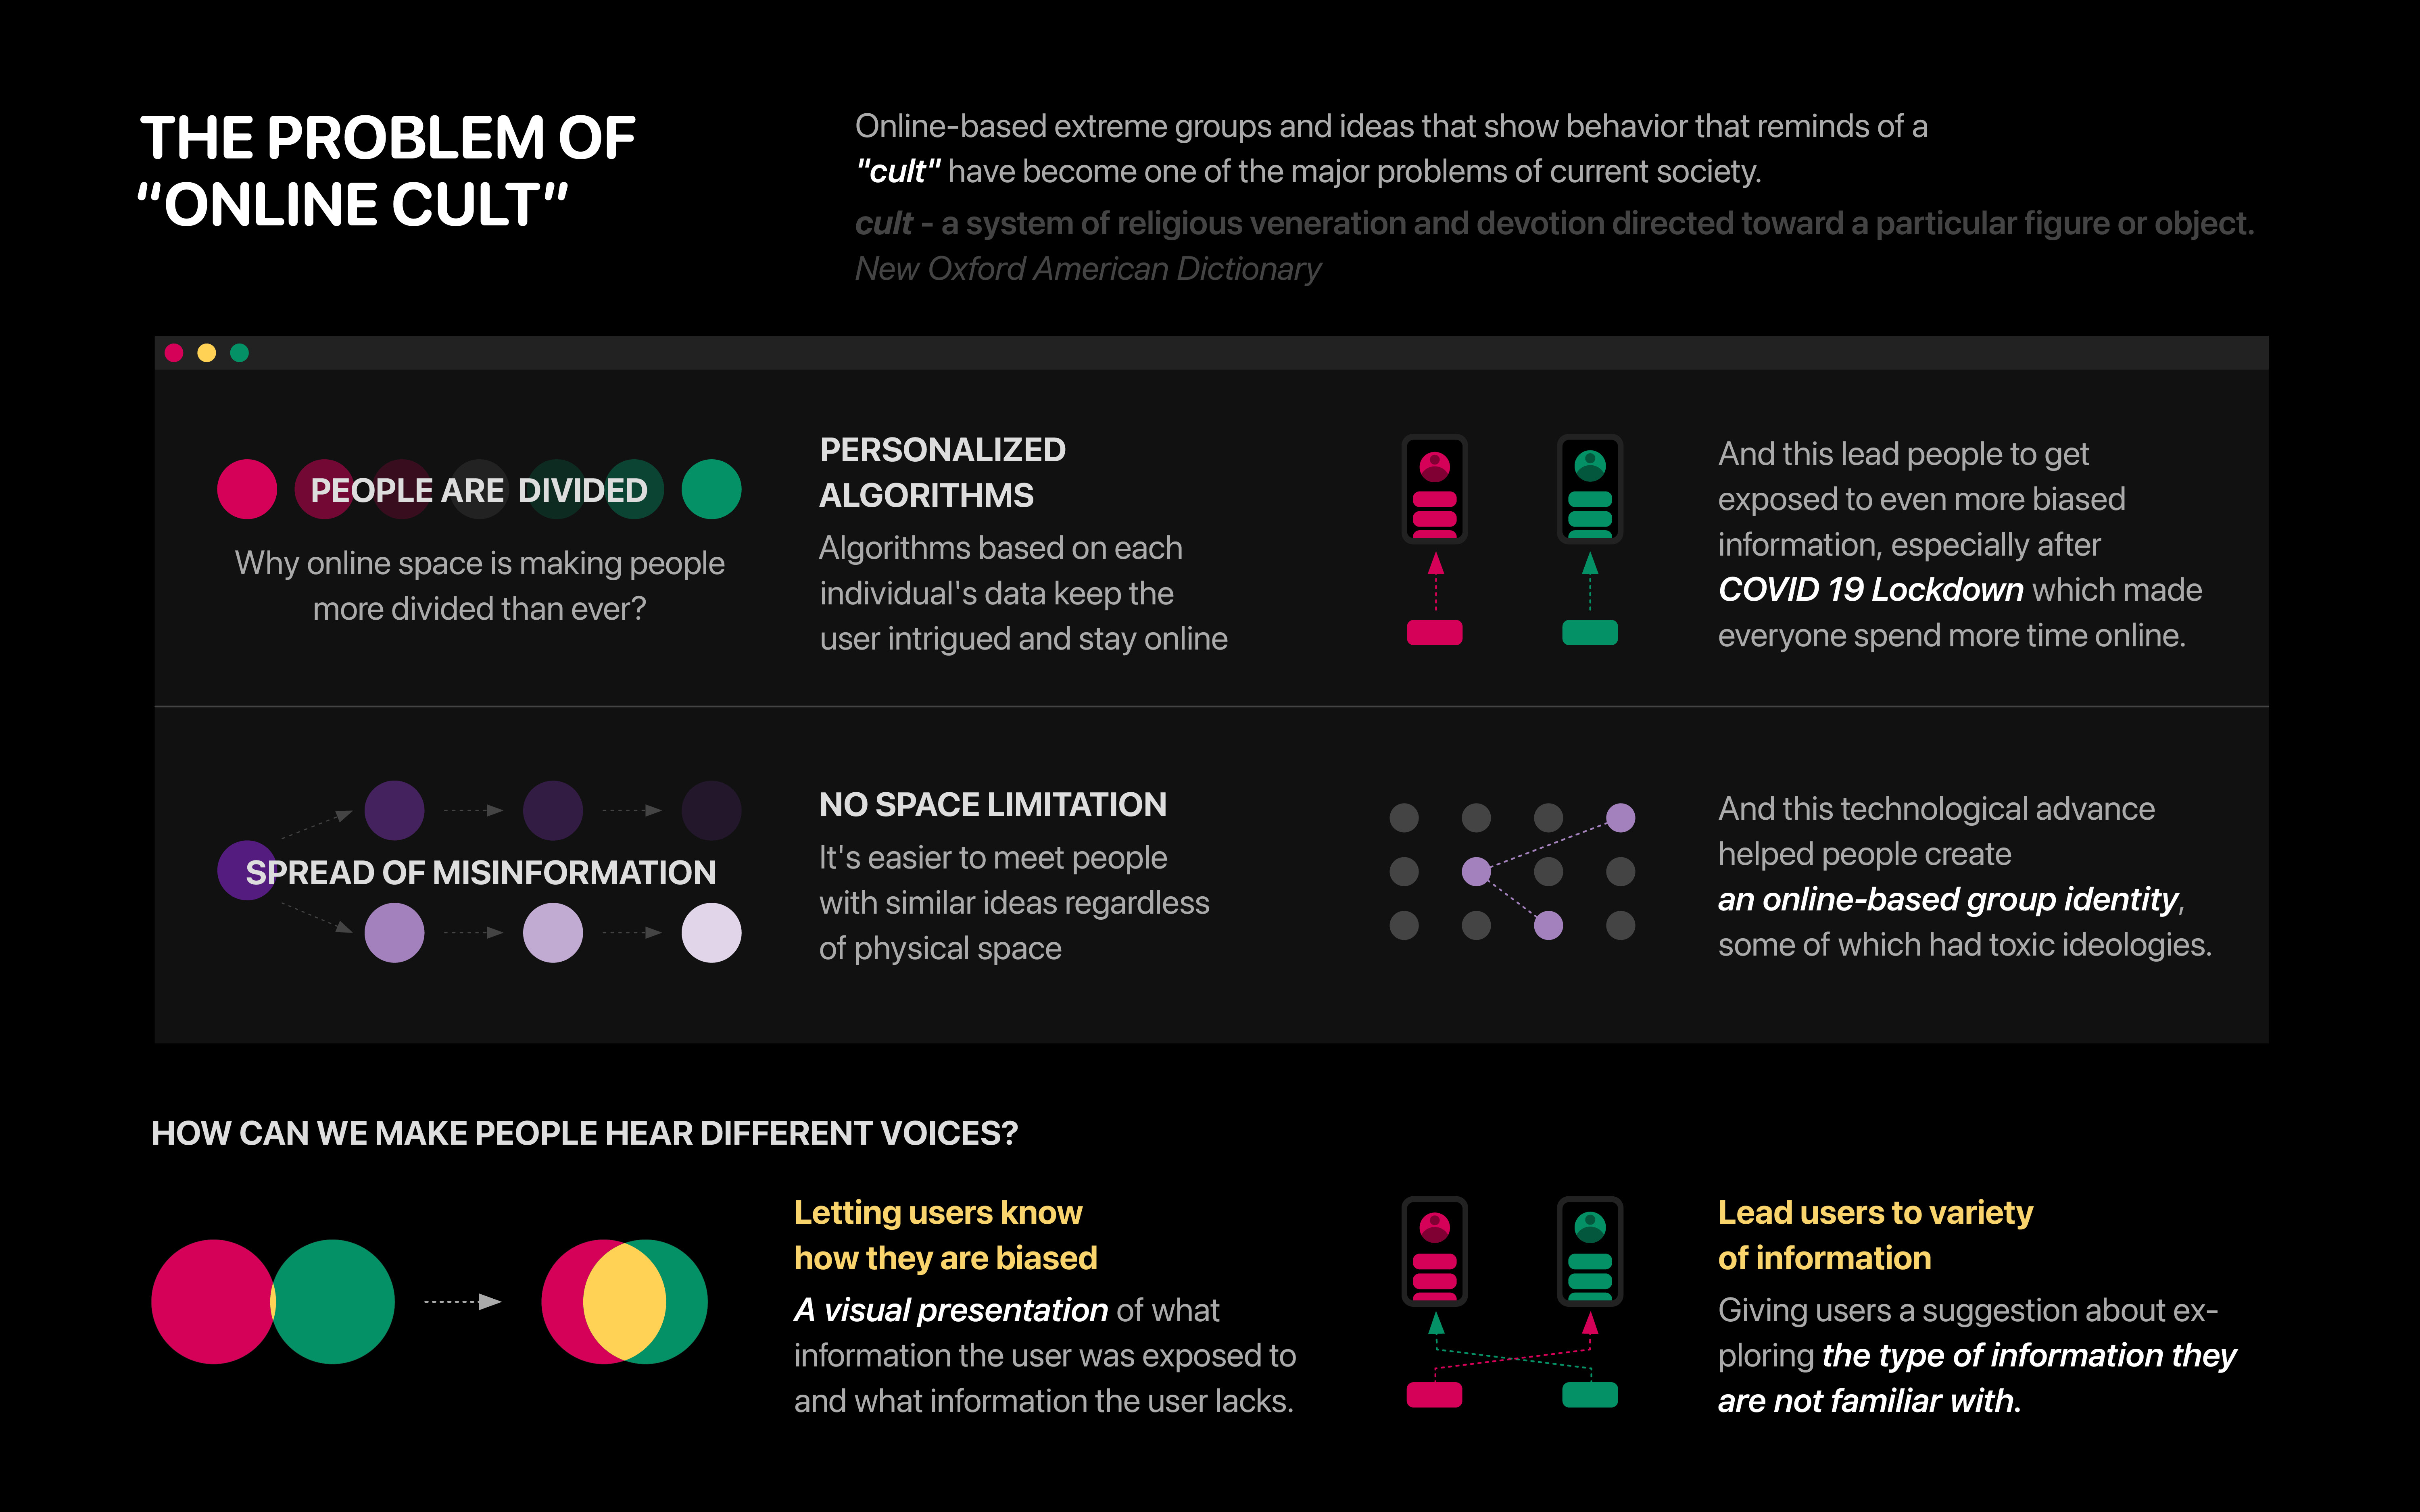 THE PROBLEM OF
“ONLINE CULT”
Online-based extreme groups and ideas that show behavior that reminds of a
"cult" have become one of the major problems of current society.
cult - a system of religious veneration and devotion directed toward a particular figure or object.
New Oxford American Dictionary
PEOPLE ARE DIVIDED
Why online space is making people
more divided than ever?
PERSONALIZED
ALGORITHMS
Algorithms based on each
individual's data keep the
user intrigued and stay online
And this lead people to get
exposed to even more biased
information, especially after
COVID 19 Lockdown which made
everyone spend more time online.
SPREAD OF MISINFORMATION
NO SPACE LIMITATION
It's easier to meet people
with similar ideas regardless
of physical space
And this technological advance
helped people create
an online-based group identity,
some of which had toxic ideologies.
HOW CAN WE MAKE PEOPLE HEAR DIFFERENT VOICES?
Letting users know
how they are biased
A visual presentation of what
information the user was exposed to
and what information the user lacks.
Lead users to variety
of information
Giving users a suggestion about ex-
ploring the type of information they
are not familiar with.